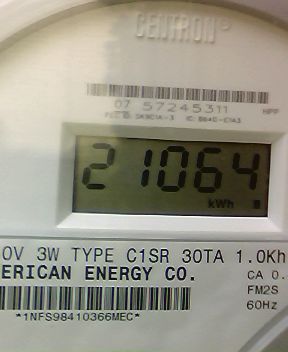 CENTRON®
07 57245311
21064
kWh
0V 3W TYPE C1SR 30TA 1.0Kh
ERICAN ENERGY CO.
CA 0.
FM2S
60Hz
*1NFS98410366MEC*